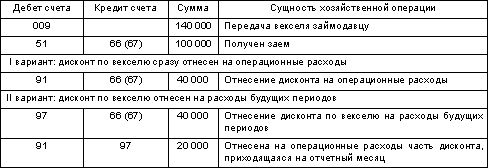 Дебет счета Кредит счета Сумма Сущность хозяйственной операции
009 140 000 Передача векселя займодавцу
51 66 (67) 100 000 Получен заем
I вариант: дисконт по векселю сразу отнесен на операционные расходы
91 66 (67) 40 000 Отнесение дисконта на операционные расходы
II вариант: дисконт по векселю отнесен на расходы будущих периодов
97 66 (67) 40 000 Отнесение дисконта по векселю на расходы будущих
периодов
91 97 20 000 Отнесена на операционные расходы часть дисконта,
приходящаяся на отчетный месяц